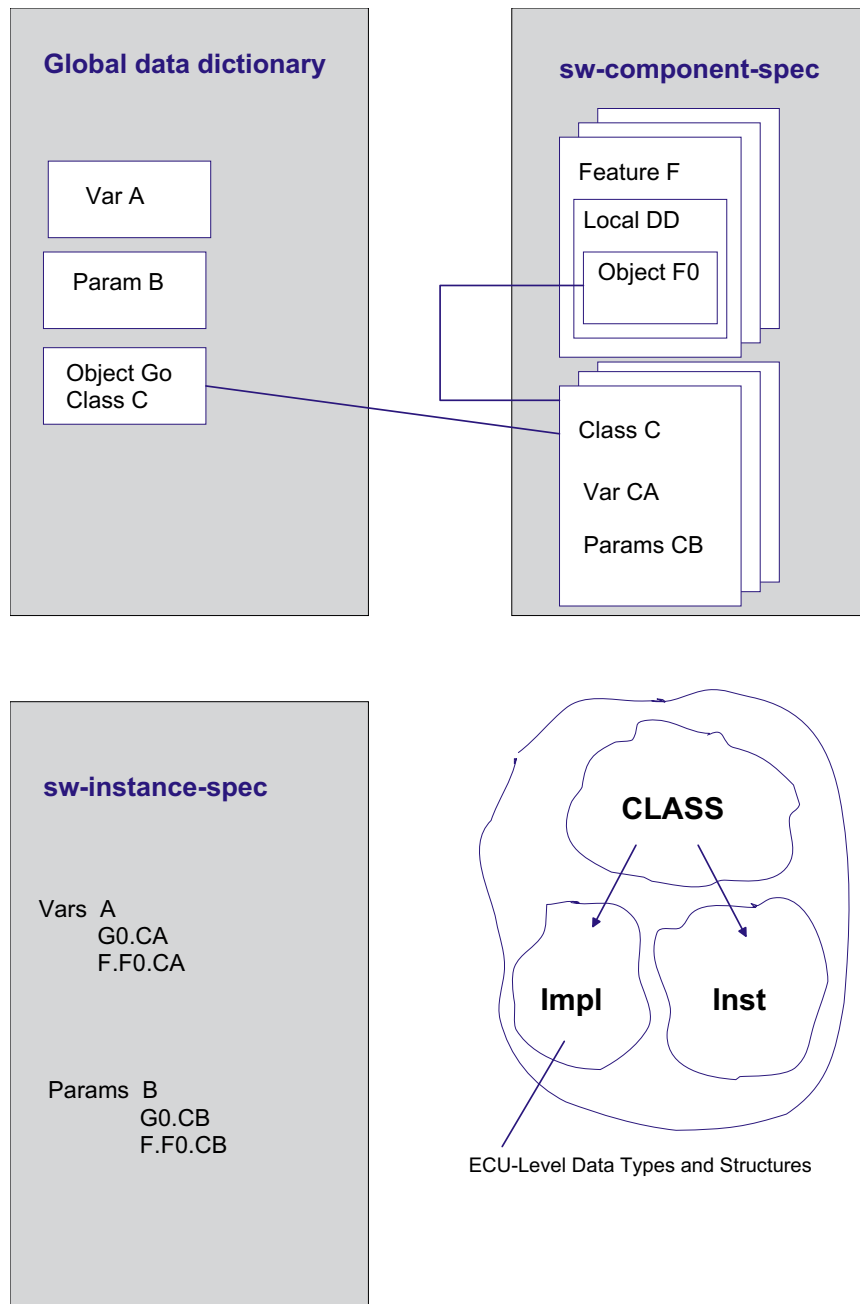 Global data dictionary
Var A
Param B
Object Go
Class C
sw-component-spec
Feature F
Local DD
Object F0
Class C
Var CA
Params CB
sw-instance-spec
Vars A
G0.CA
F.F0.CA
Params B
G0.CB
F.F0.CB
CLASS
Impl
Inst
ECU-Level Data Types and Structures